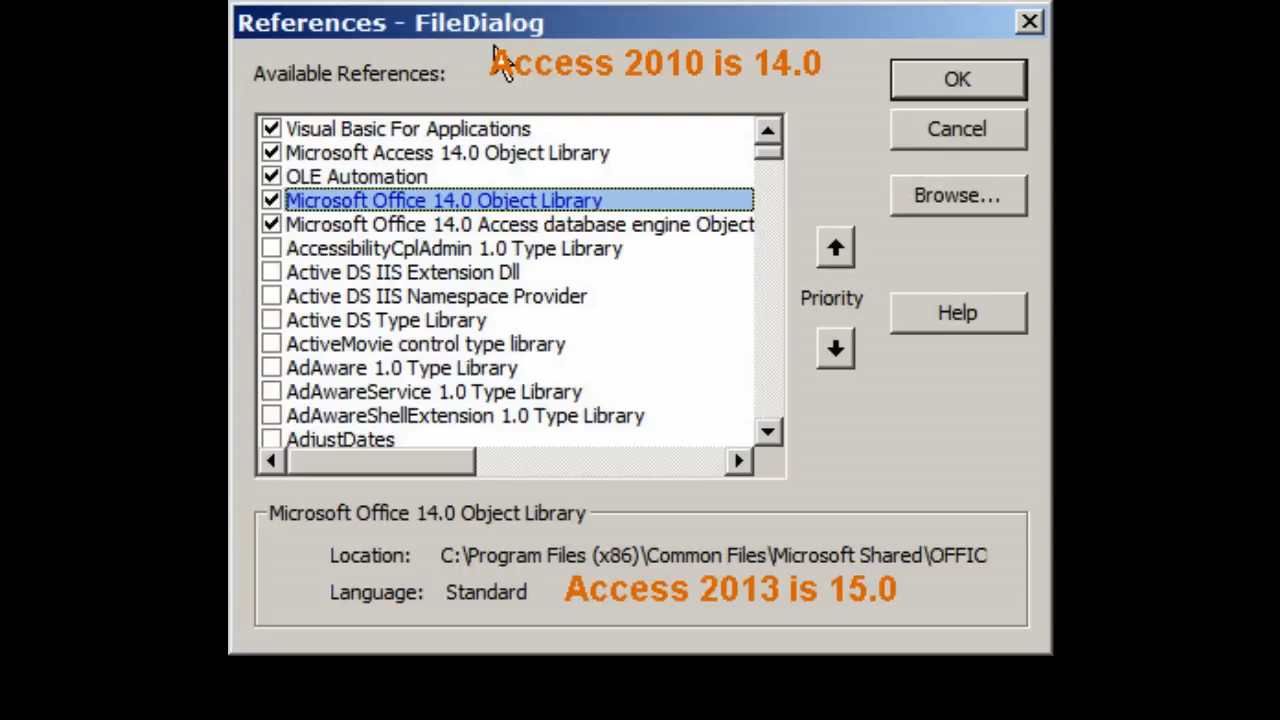 References - FileDialog
Access 2010 is 14.0
Available References:
OK
Visual Basic For Applications
Cancel
Microsoft Access 14.0 Object Library
OLE Automation
Microsoft Office 14.0 Object Library
Browse...
Microsoft Office 14.0 Access database engine Object
AccessibilityCplAdmin 1.0 Type Library
Active DS IIS Extension Dll
Active DS IIS Namespace Provider
Priority
Active DS Type Library
Help
ActiveMovie control type library
AdAware 1.0 Type Library
AdAwareService 1.0 Type Library
AdAwareShellExtension 1.0 Type Library
AdjustDates
Microsoft Office 14.0 Object Library
Location: C:\Program Files (x86)\Common Files\Microsoft Shared\OFFIC
Language: Standard
Access 2013 is 15.0